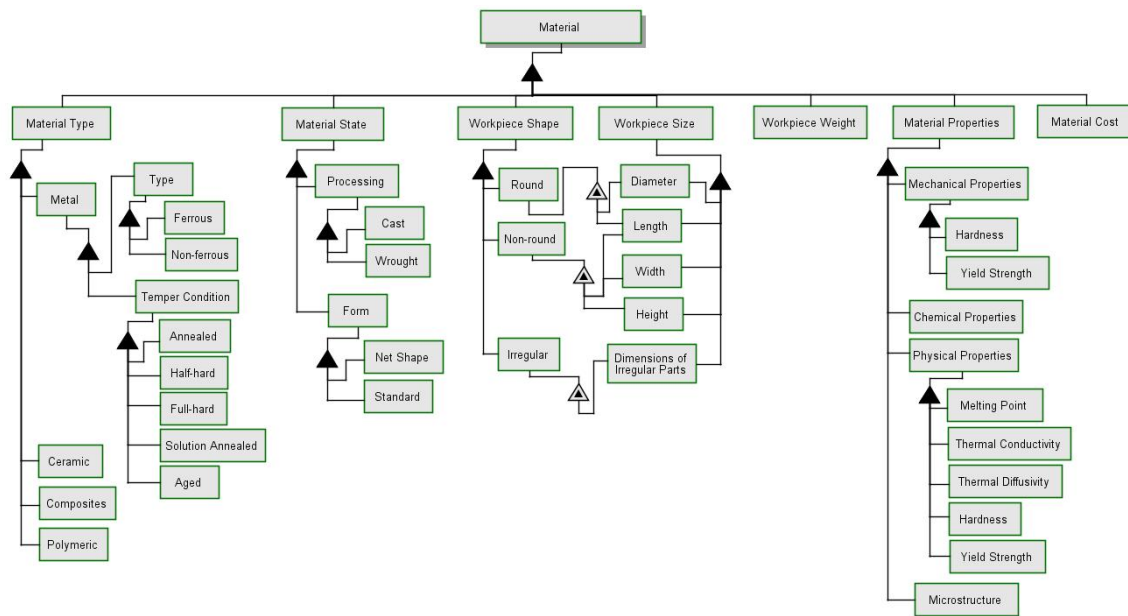 Material
Material Type
Material State
Workpiece Shape
Workpiece Size
Workpiece Weight
Material Properties
Material Cost
Metal
Type
Ferrous
Non-ferrous
Temper Condition
Annealed
Half-hard
Full-hard
Solution Annealed
Aged
Ceramic
Composites
Polymeric
Processing
Cast
Wrought
Form
Net Shape
Standard
Round
Non-round
Irregular
Diameter
Length
Width
Height
Dimensions of
Irregular Parts
Mechanical Properties
Hardness
Yield Strength
Chemical Properties
Physical Properties
Melting Point
Thermal Conductivity
Thermal Diffusivity
Hardness
Yield Strength
Microstructure